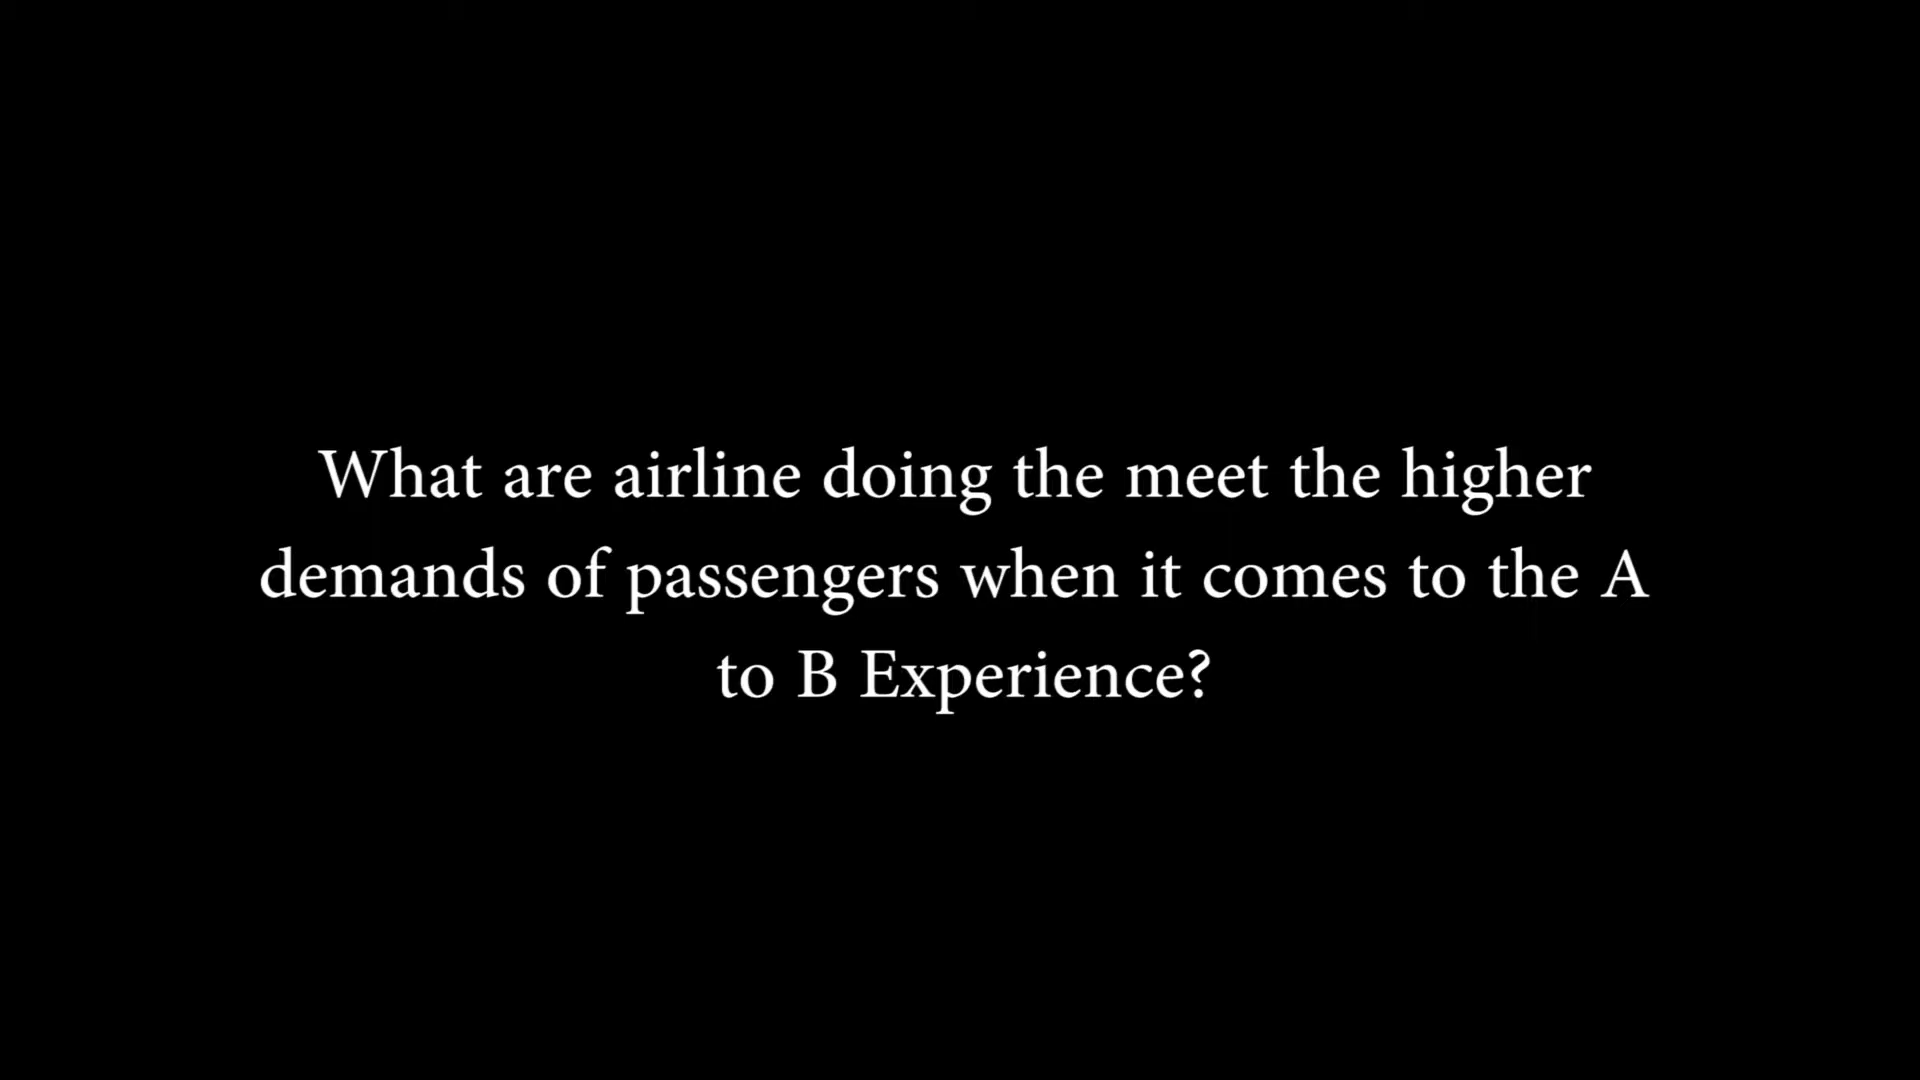 What are airline doing the meet the higher
demands of passengers when it comes to the A
to B Experience?